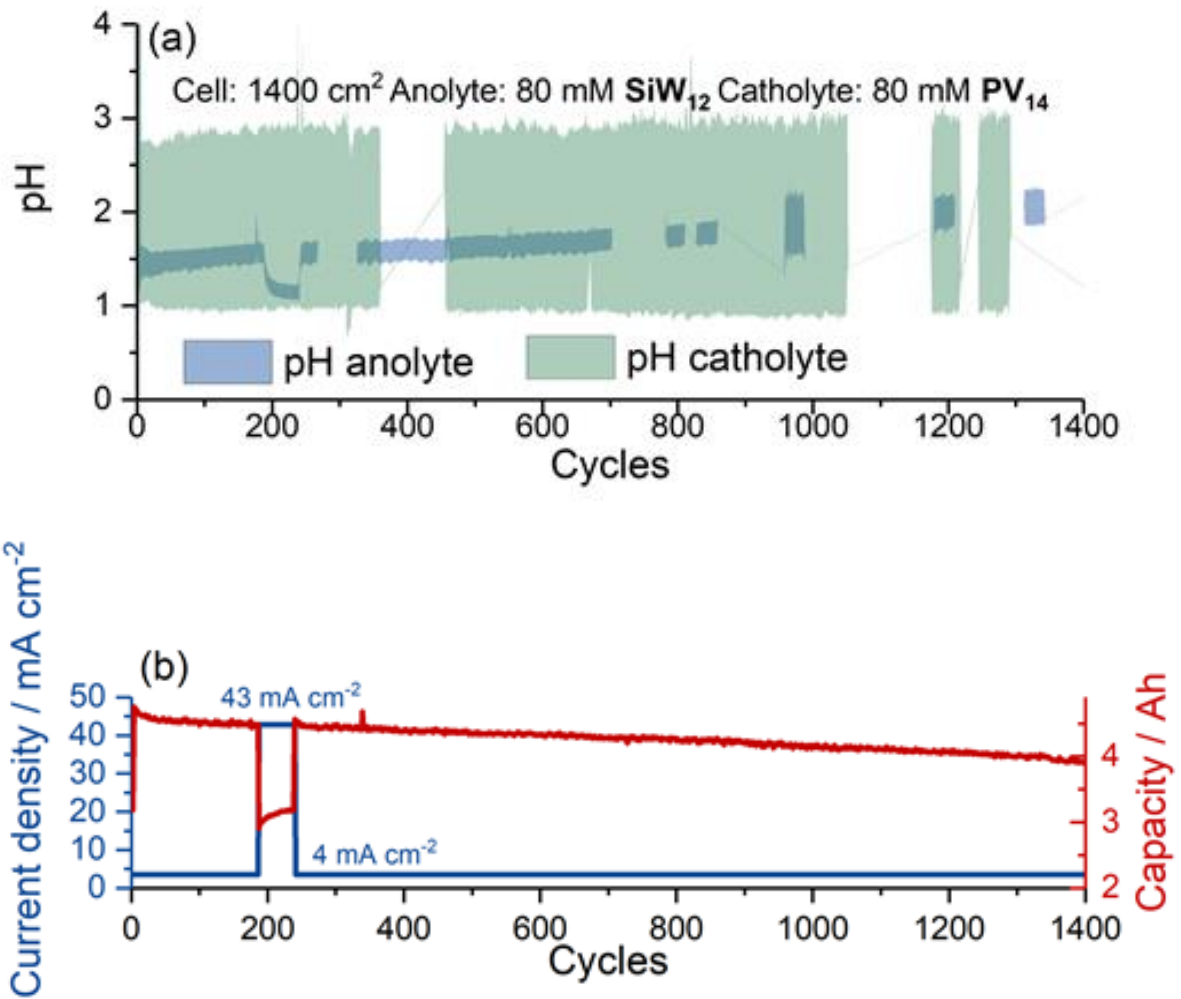 (a)
Cell: 1400 cm² Anolyte: 80 mM SiW₁₂ Catholyte: 80 mM PV₁₄
pH
4
3
2
1
0
pH anolyte
pH catholyte
0 200 400 600 800 1000 1200 1400
Cycles
(b)
Current density / mA cm⁻²
50
40
30
20
10
0
43 mA cm⁻²
4 mA cm⁻²
4
3
2
Capacity / Ah
0 200 400 600 800 1000 1200 1400
Cycles